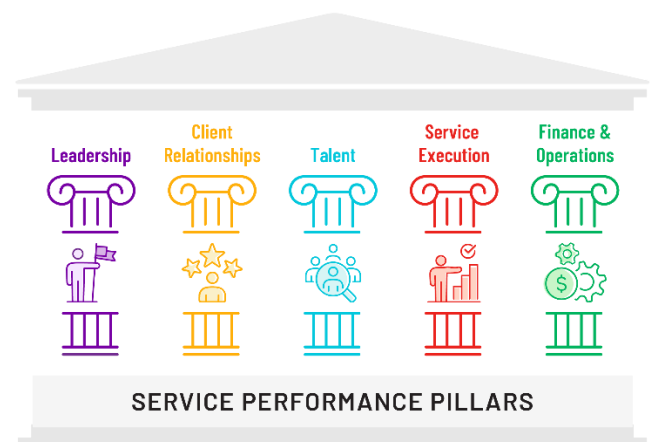 Leadership
Client
Relationships
Talent
Service
Execution
Finance &
Operations
$
SERVICE PERFORMANCE PILLARS